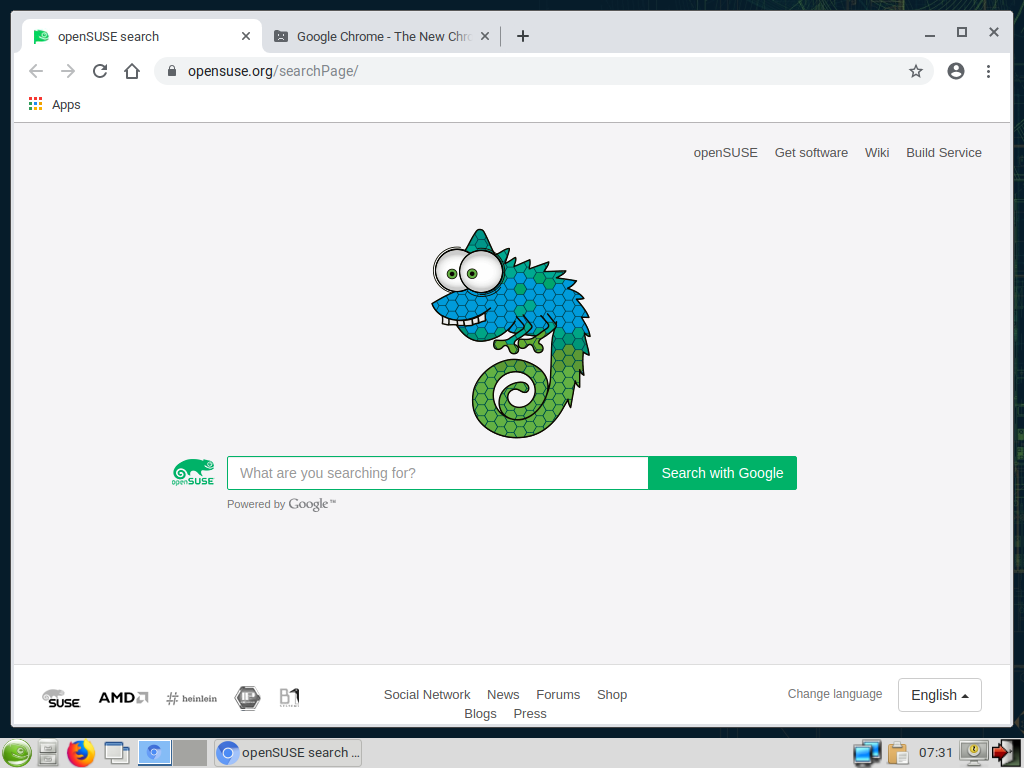 openSUSE search
Google Chrome - The New Chr
opensuse.org/searchPage/
Apps
openSUSE Get software Wiki Build Service
openSUSE
What are you searching for?
Search with Google
Powered by Google™
SUSE
AMD
# heinlein
B1
Social Network News Forums Shop
Blogs Press
Change language
English
openSUSE search ...
07:31